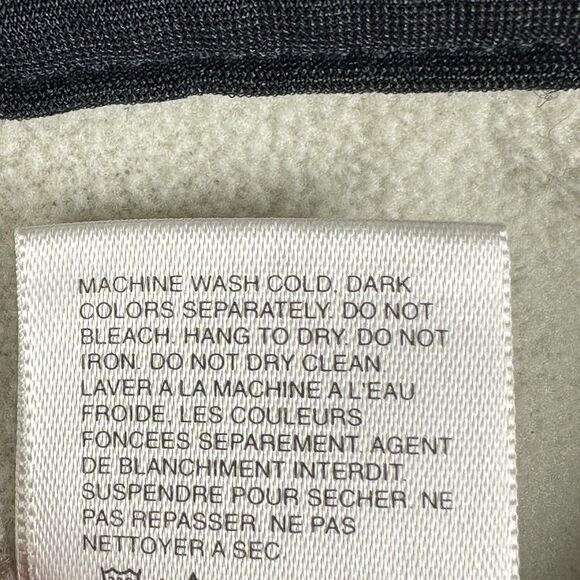 MACHINE WASH COLD. DARK
COLORS SEPARATELY. DO NOT
BLEACH. HANG TO DRY. DO NOT
IRON. DO NOT DRY CLEAN
LAVER A LA MACHINE A L'EAU
FROIDE. LES COULEURS
FONCEES SEPAREMENT. AGENT
DE BLANCHIMENT INTERDIT.
SUSPENDRE POUR SECHER. NE
PAS REPASSER. NE PAS
NETTOYER A SEC